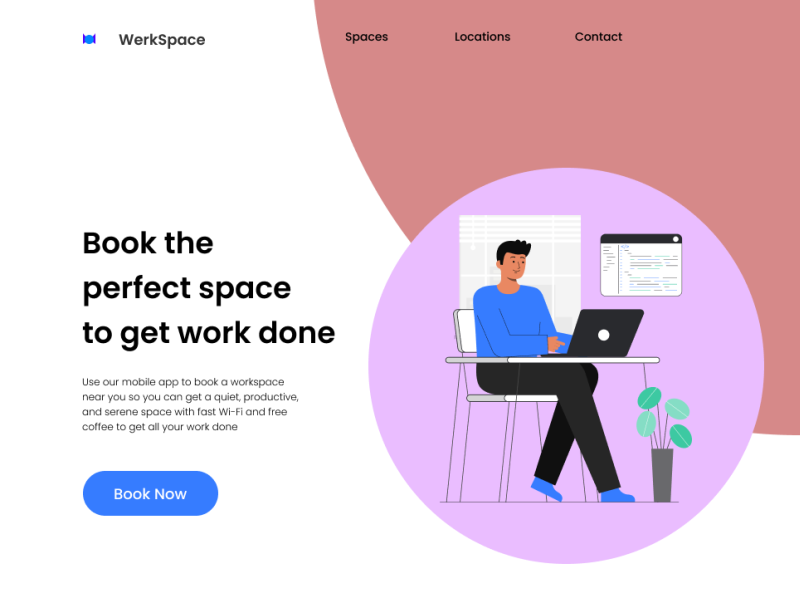 WerkSpace
Spaces
Locations
Contact
Book the
perfect space
to get work done
Use our mobile app to book a workspace
near you so you can get a quiet, productive,
and serene space with fast Wi-Fi and free
coffee to get all your work done
Book Now